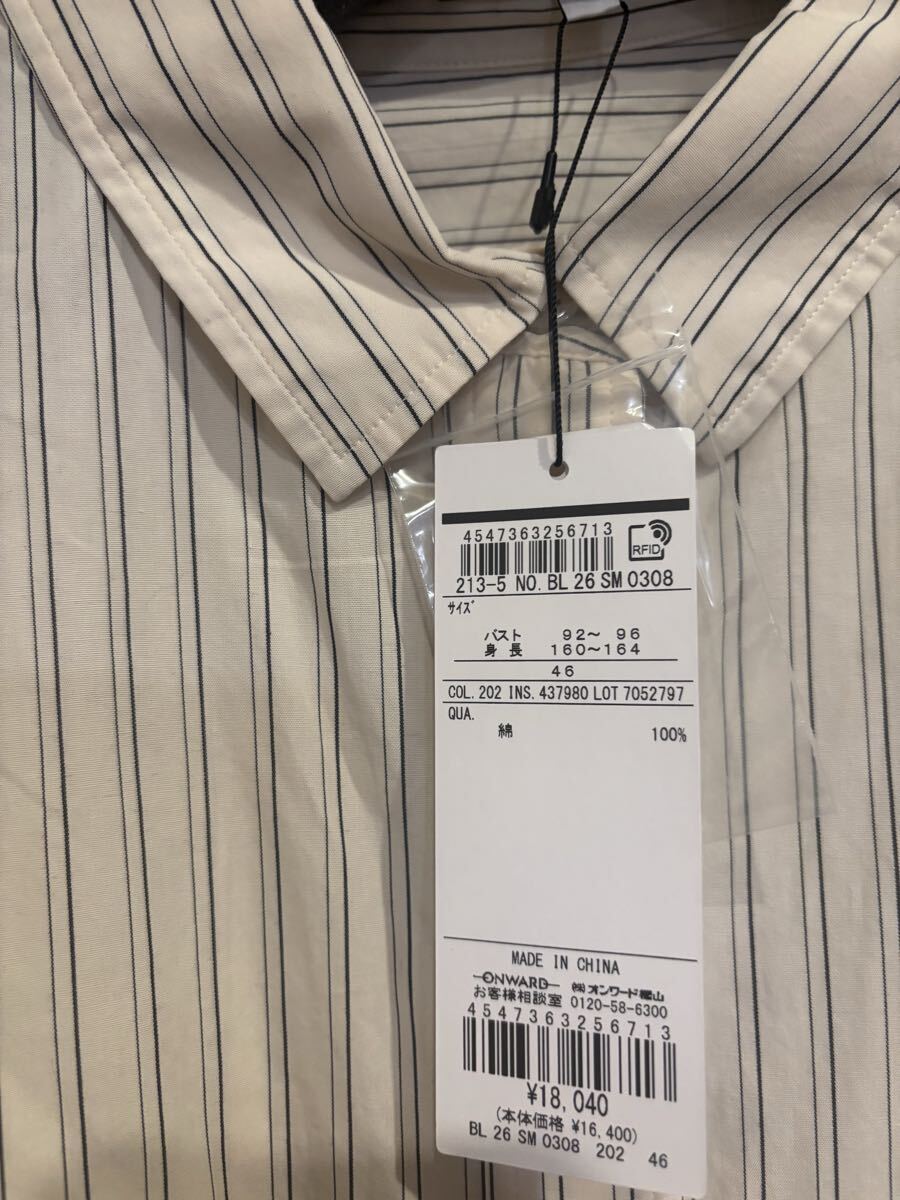 4547363256713
RFID
213-5 NO. BL 26 SM 0308
ｻｲｽﾞ
バスト 92～ 96
身長 160～164
46
COL. 202 INS. 437980 LOT 7052797
QUA.
綿 100%
MADE IN CHINA
ONWARD ㈱オンワード樫山
お客様相談室 0120-58-6300
4547363256713
¥18,040
(本体価格 ¥16,400)
BL 26 SM 0308 202 46